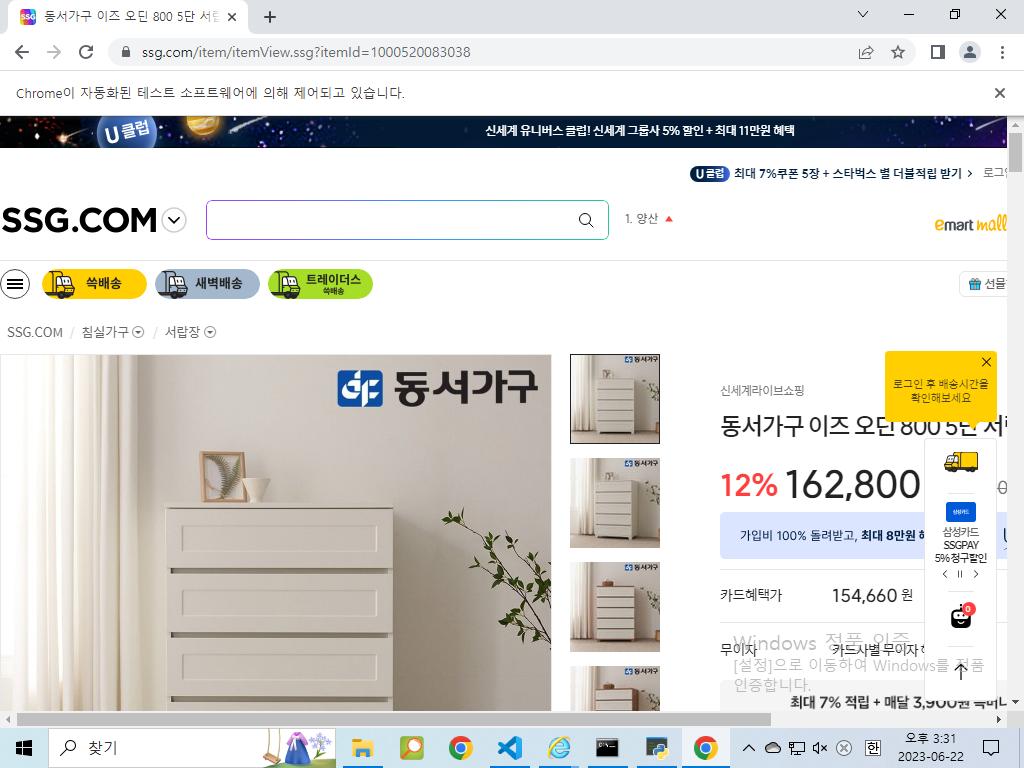 동서가구 이즈 오딘 800 5단 서랍
ssg.com/item/itemView.ssg?itemId=1000520083038
Chrome이 자동화된 테스트 소프트웨어에 의해 제어되고 있습니다.
U클럽
신세계 유니버스 클럽! 신세계 그룹사 5% 할인 + 최대 11만원 혜택
U클럽 최대 7%쿠폰 5장 + 스타벅스 별 더블적립 받기 > 로그인
SSG.COM
1. 양산
emart mall
쓱배송
새벽배송
트레이더스
쓱배송
선물
SSG.COM / 침실가구 / 서랍장
동서가구
로그인 후 배송시간을
확인해보세요
신세계라이브쇼핑
동서가구 이즈 오딘 800 5단 서
12% 162,800
가입비 100% 돌려받고, 최대 8만원
삼성카드
삼성카드
SSGPAY
5% 청구할인
카드혜택가 154,660 원
0
무이자 카드사별 무이자
Windows 정품 인증
[설정]으로 이동하여 Windows를 정품
인증합니다.
최대 7% 적립 + 매달 3,900원
찾기
오후 3:31
2023-06-22
한